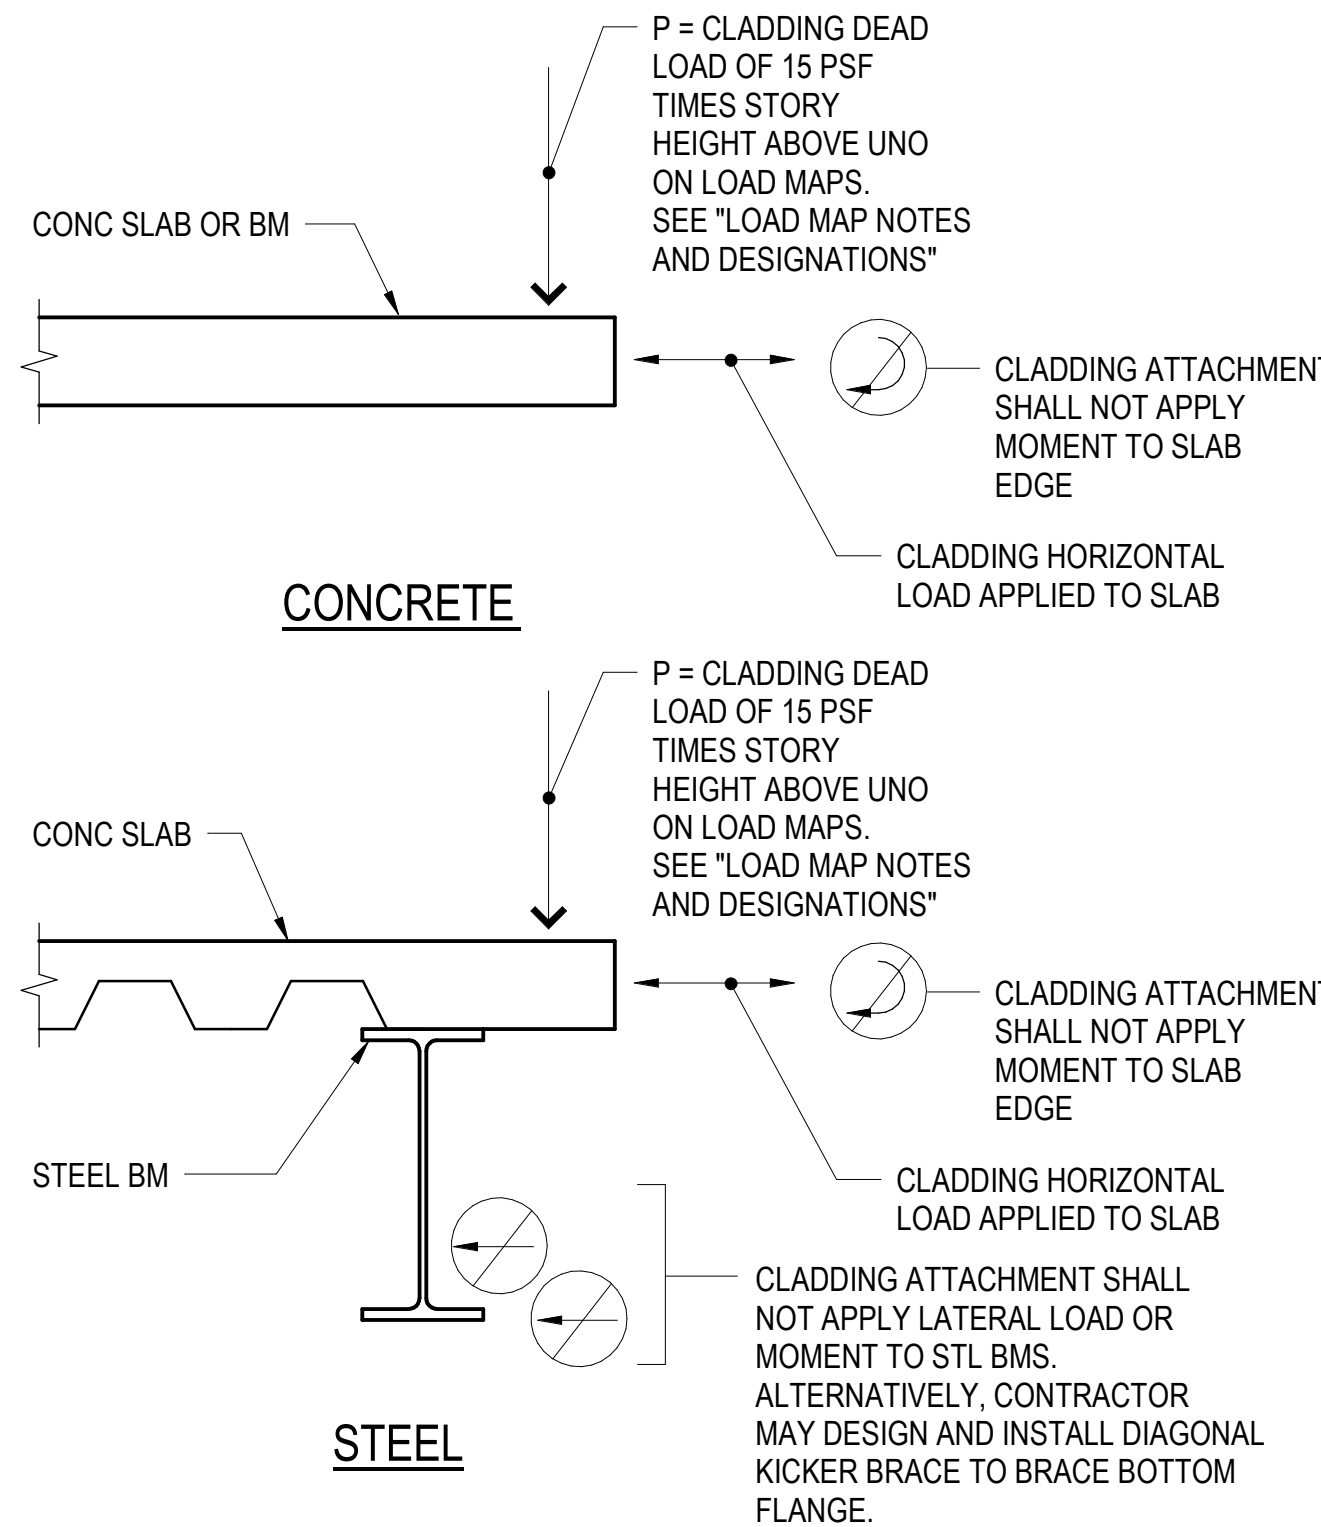 P = CLADDING DEAD
LOAD OF 15 PSF
TIMES STORY
HEIGHT ABOVE UNO
ON LOAD MAPS.
SEE "LOAD MAP NOTES
AND DESIGNATIONS"
CONC SLAB OR BM
CLADDING ATTACHMENT
SHALL NOT APPLY
MOMENT TO SLAB
EDGE
CLADDING HORIZONTAL
LOAD APPLIED TO SLAB
CONCRETE
P = CLADDING DEAD
LOAD OF 15 PSF
TIMES STORY
HEIGHT ABOVE UNO
ON LOAD MAPS.
SEE "LOAD MAP NOTES
AND DESIGNATIONS"
CONC SLAB
CLADDING ATTACHMENT
SHALL NOT APPLY
MOMENT TO SLAB
EDGE
STEEL BM
CLADDING HORIZONTAL
LOAD APPLIED TO SLAB
CLADDING ATTACHMENT SHALL
NOT APPLY LATERAL LOAD OR
MOMENT TO STL BMS.
ALTERNATIVELY, CONTRACTOR
MAY DESIGN AND INSTALL DIAGONAL
KICKER BRACE TO BRACE BOTTOM
FLANGE.
STEEL